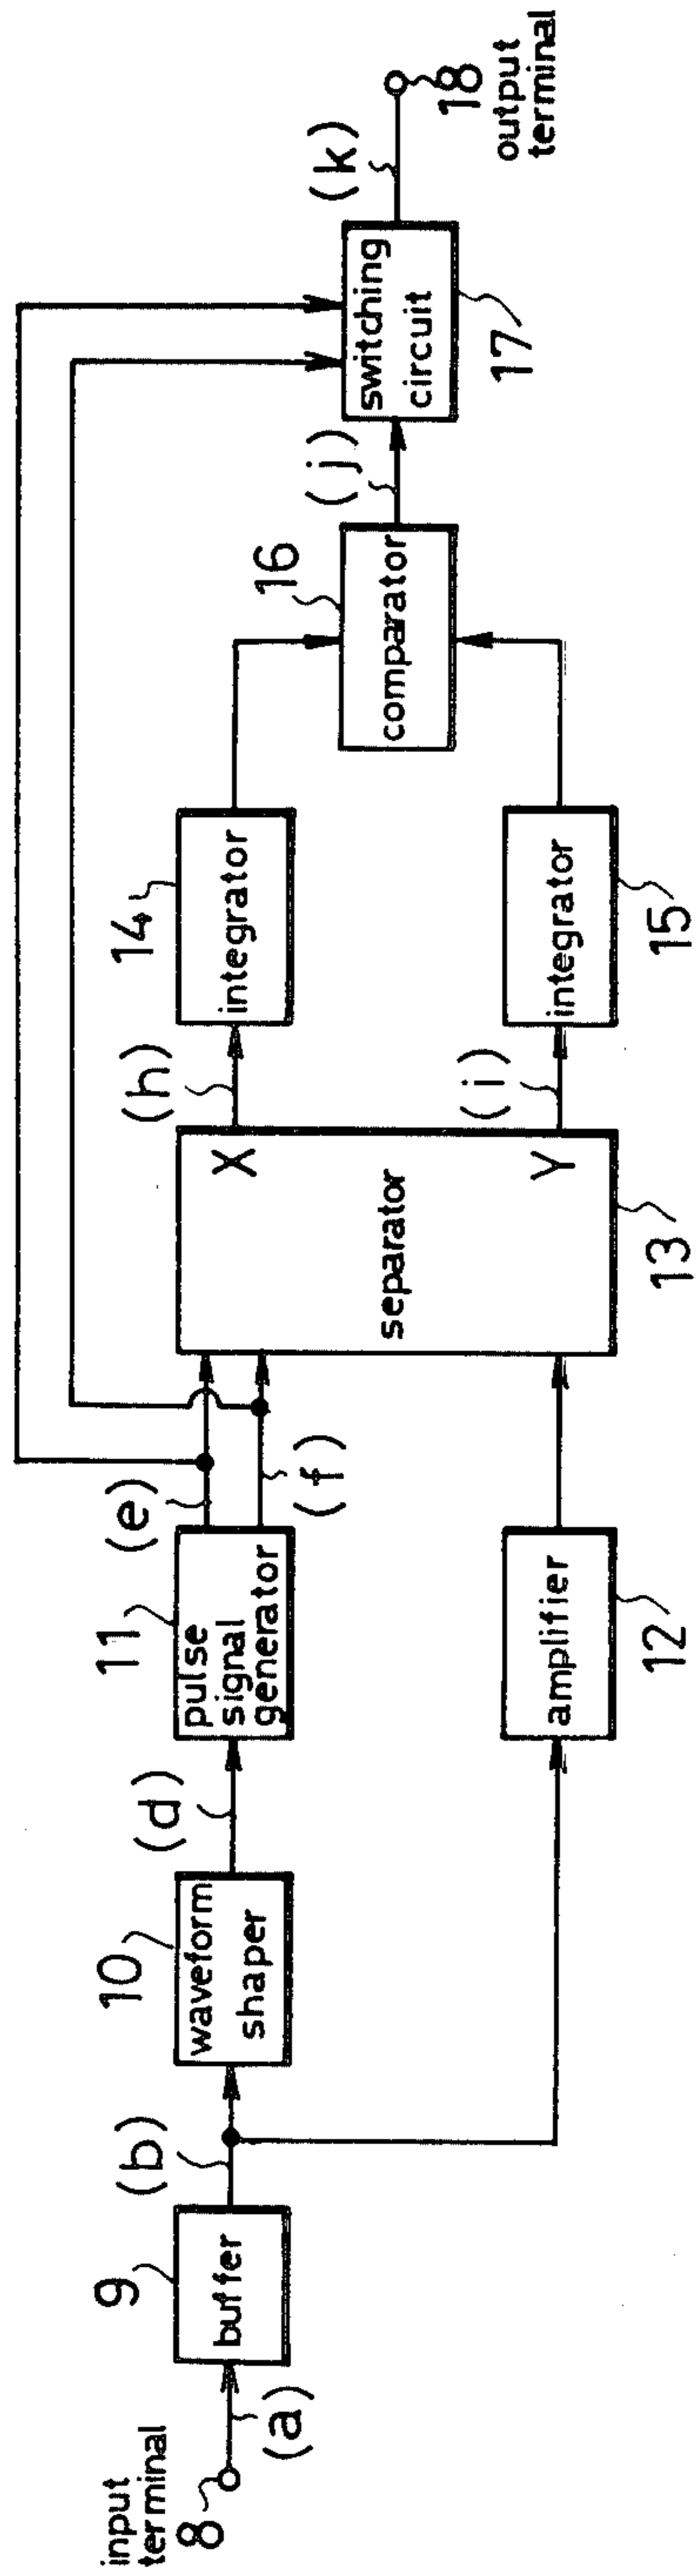 input
terminal
8
(a)
9
buffer
(b)
10
waveform
shaper
(d)
11
pulse
signal
generator
(e)
(f)
12
amplifier
13
separator
X
Y
(h)
(i)
14
integrator
15
integrator
16
comparator
(j)
17
switching
circuit
(k)
18
output
terminal